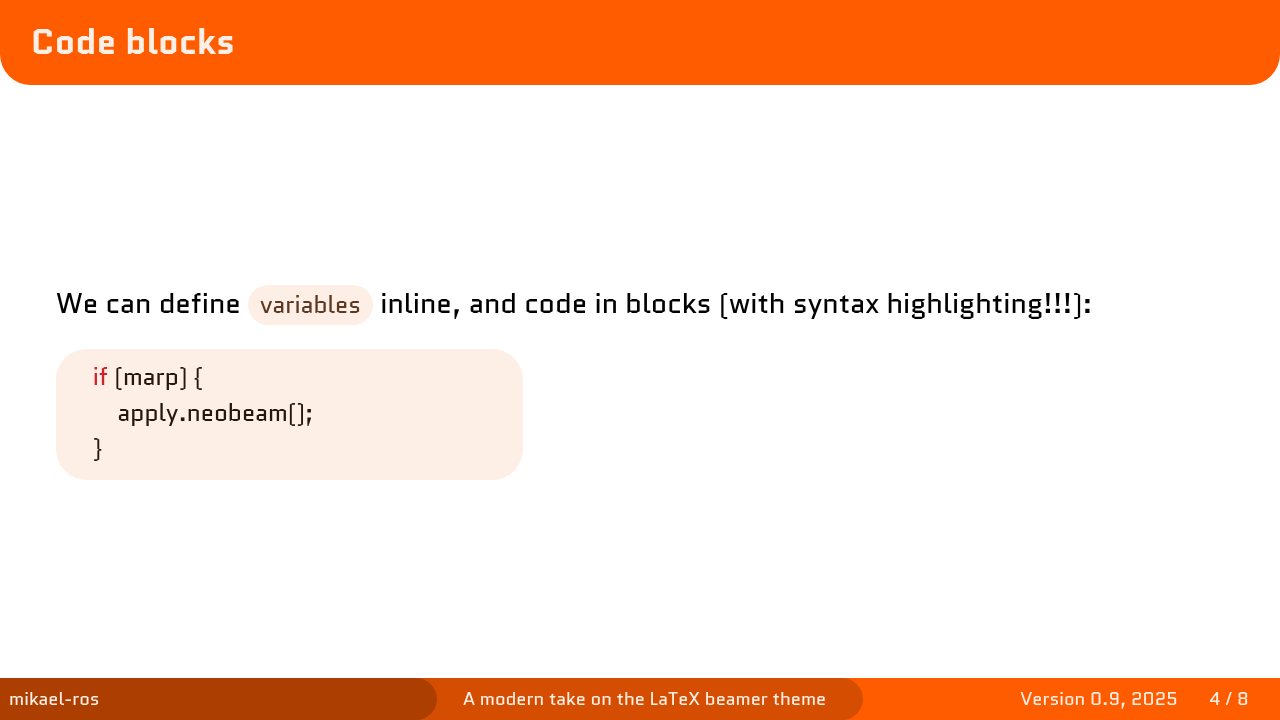 Code blocks
We can define variables inline, and code in blocks (with syntax highlighting!!!):
if (marp) {
    apply.neobeam();
}
mikael-ros
A modern take on the LaTeX beamer theme
Version 0.9, 2025
4 / 8